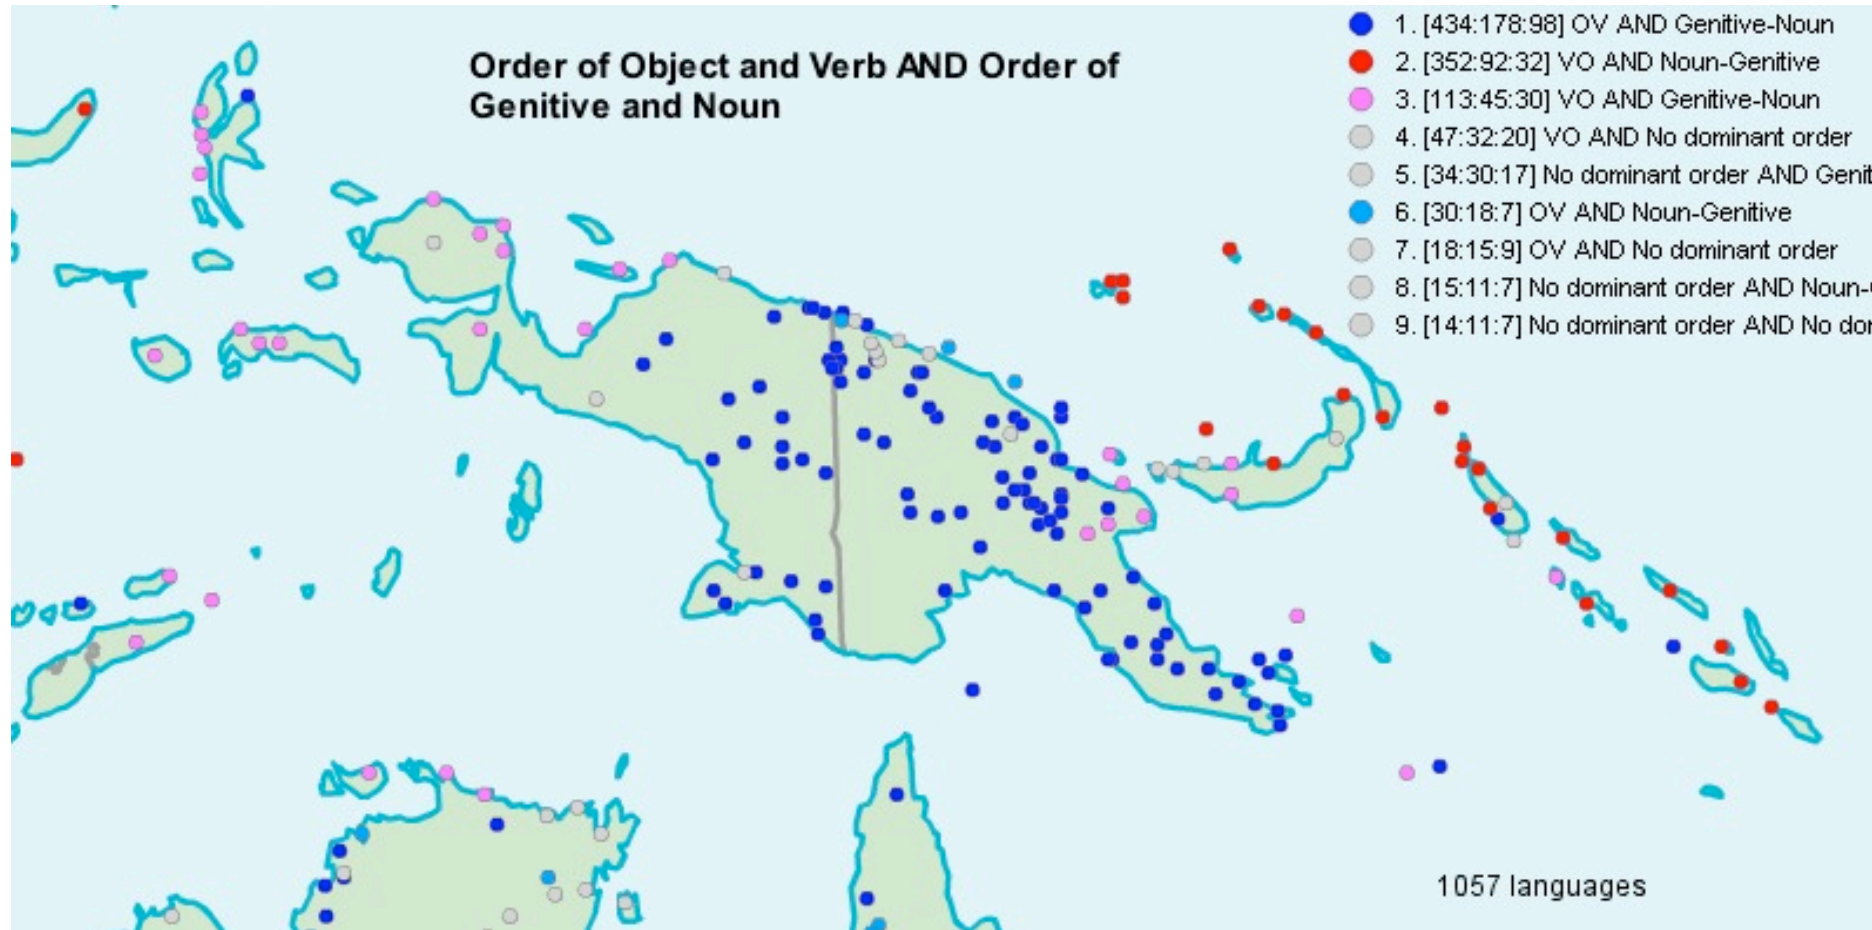 Order of Object and Verb AND Order of
Genitive and Noun
1. [434:178:98] OV AND Genitive-Noun
2. [352:92:32] VO AND Noun-Genitive
3. [113:45:30] VO AND Genitive-Noun
4. [47:32:20] VO AND No dominant order
5. [34:30:17] No dominant order AND Genit
6. [30:18:7] OV AND Noun-Genitive
7. [18:15:9] OV AND No dominant order
8. [15:11:7] No dominant order AND Noun-
9. [14:11:7] No dominant order AND No
1057 languages